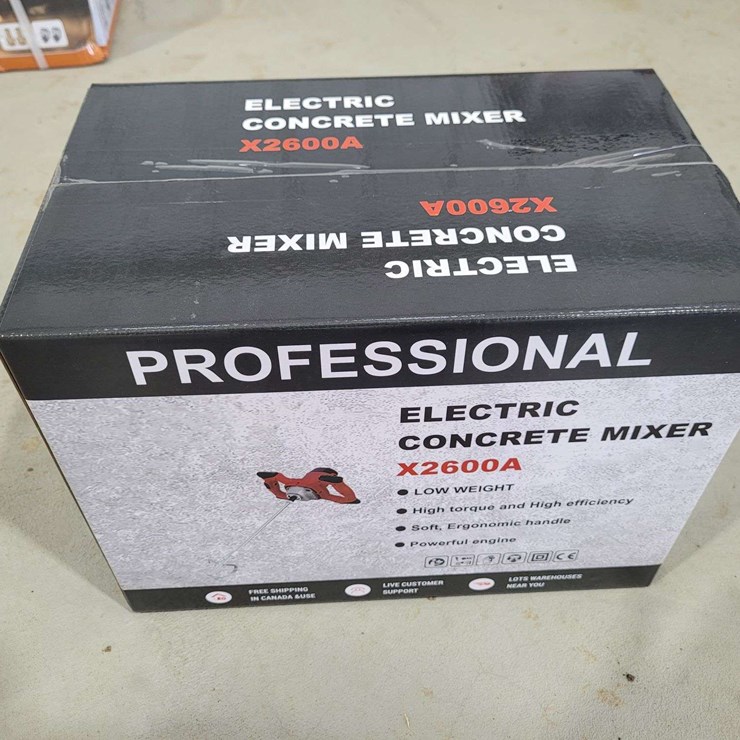 ELECTRIC
CONCRETE MIXER
X2600A
ELECTRIC
CONCRETE MIXER
X2600A
PROFESSIONAL
ELECTRIC
CONCRETE MIXER
X2600A
● LOW WEIGHT
● High torque and High efficiency
● Soft, Ergonomic handle
● Powerful engine
CE
FREE SHIPPING
IN CANADA &USE
LIVE CUSTOMER
SUPPORT
LOTS WAREHOUSES
NEAR YOU